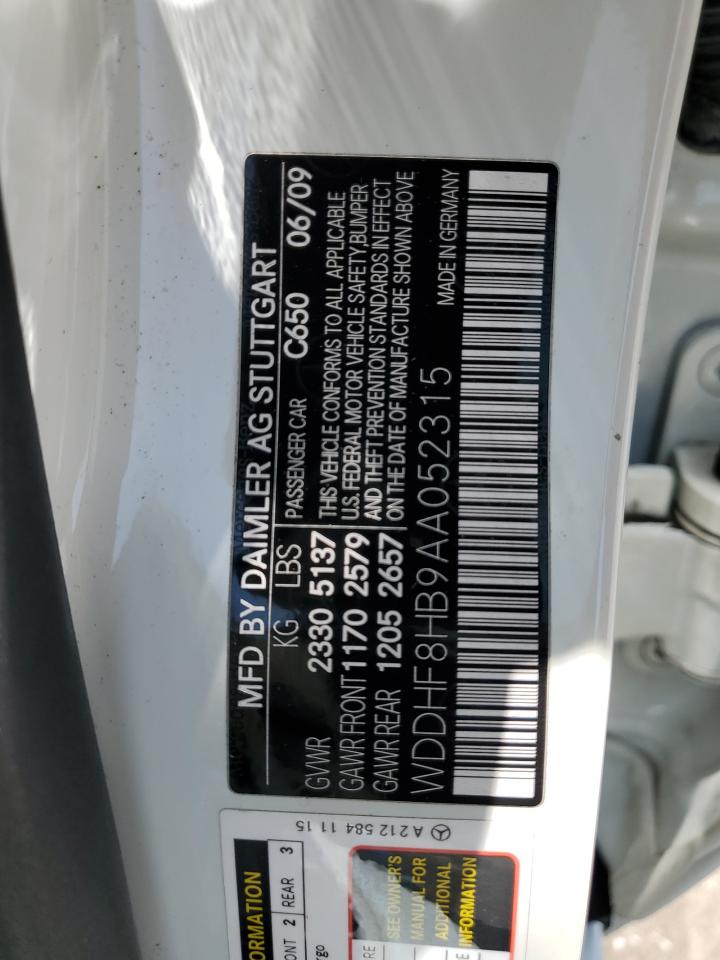 MFD BY DAIMLER AG STUTTGART
KG LBS PASSENGER CAR C650 06/09
GVWR 2330 5137
GAWR FRONT 1170 2579
GAWR REAR 1205 2657
THIS VEHICLE CONFORMS TO ALL APPLICABLE
U.S. FEDERAL MOTOR VEHICLE SAFETY,BUMPER
AND THEFT PREVENTION STANDARDS IN EFFECT
ON THE DATE OF MANUFACTURE SHOWN ABOVE
WDDHF8HB9AA052315 MADE IN GERMANY
A 212 584 11 15
ORMATION
ONT 2 REAR 3
rgo
SEE OWNER'S
MANUAL FOR
ADDITIONAL
INFORMATION